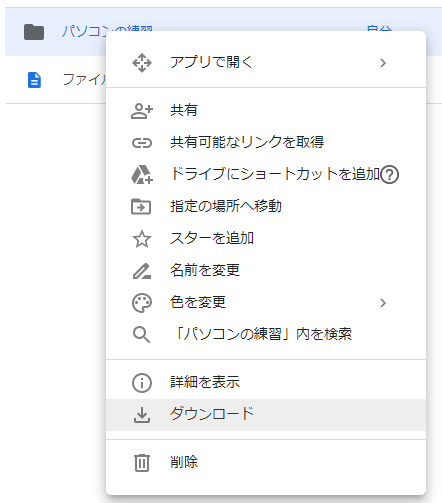 パソコンの練習 自分
ファイル
アプリで開く
共有
共有可能なリンクを取得
ドライブにショートカットを追加
指定の場所へ移動
スターを追加
名前を変更
色を変更
「パソコンの練習」内を検索
詳細を表示
ダウンロード
削除